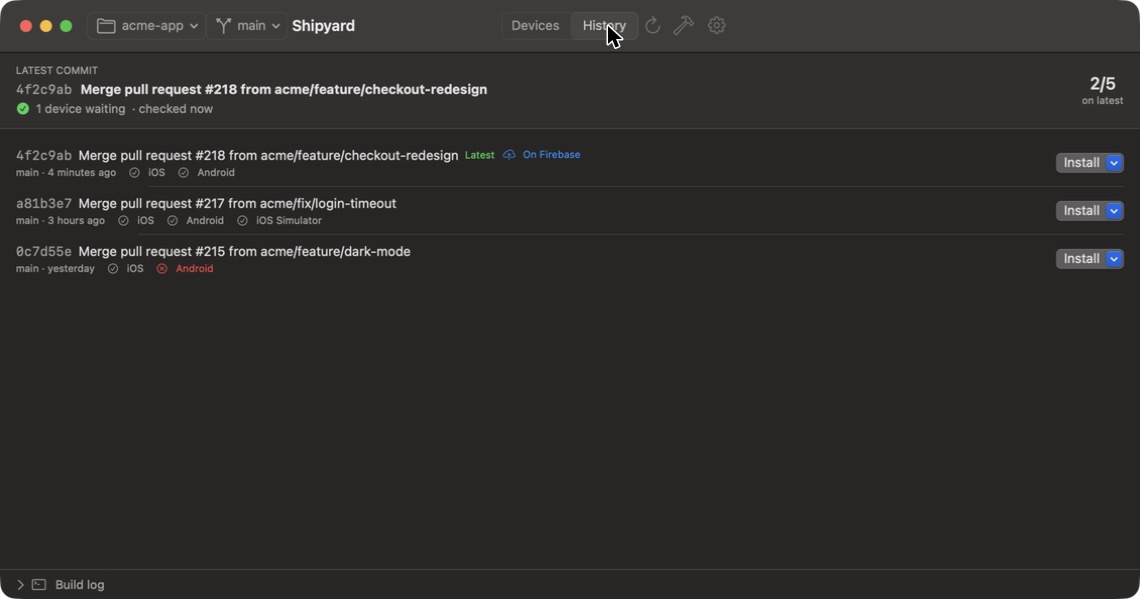 acme-app main Shipyard Devices History
LATEST COMMIT
4f2c9ab Merge pull request #218 from acme/feature/checkout-redesign
1 device waiting · checked now
2/5
on latest
4f2c9ab Merge pull request #218 from acme/feature/checkout-redesign Latest On Firebase
main · 4 minutes ago iOS Android
Install
a81b3e7 Merge pull request #217 from acme/fix/login-timeout
main · 3 hours ago iOS Android iOS Simulator
Install
0c7d55e Merge pull request #215 from acme/feature/dark-mode
main · yesterday iOS Android
Install
Build log